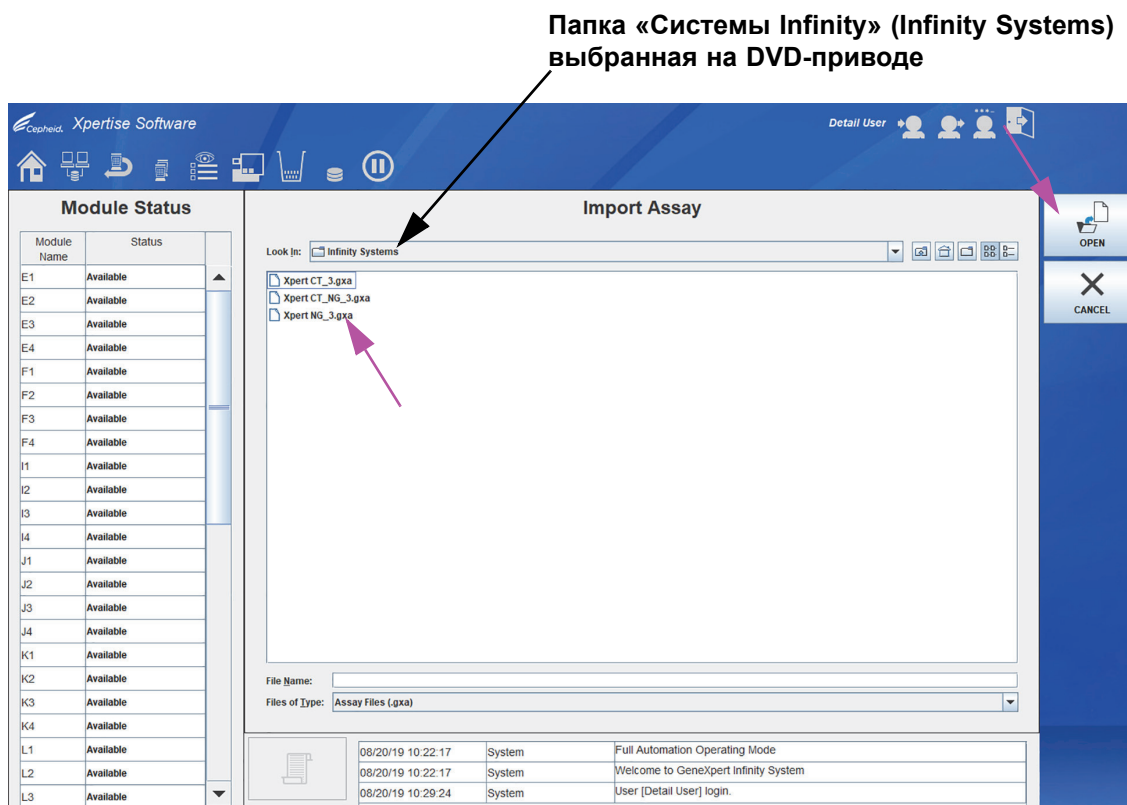 Папка «Системы Infinity» (Infinity Systems)
выбранная на DVD-приводе
Cepheid. Xpertise Software
Detail User
Module Status
Import Assay
OPEN
CANCEL
Module Name Status
Look In: Infinity Systems
E1 Available
E2 Available
E3 Available
E4 Available
F1 Available
F2 Available
F3 Available
F4 Available
I1 Available
I2 Available
I3 Available
I4 Available
J1 Available
J2 Available
J3 Available
J4 Available
K1 Available
K2 Available
K3 Available
K4 Available
L1 Available
L2 Available
L3 Available
Xpert CT_3.gxa
Xpert CT_NG_3.gxa
Xpert NG_3.gxa
File Name:
Files of Type: Assay Files (.gxa)
08/20/19 10:22:17 System Full Automation Operating Mode
08/20/19 10:22:17 System Welcome to GeneXpert Infinity System
08/20/19 10:29:24 System User [Detail User] login.